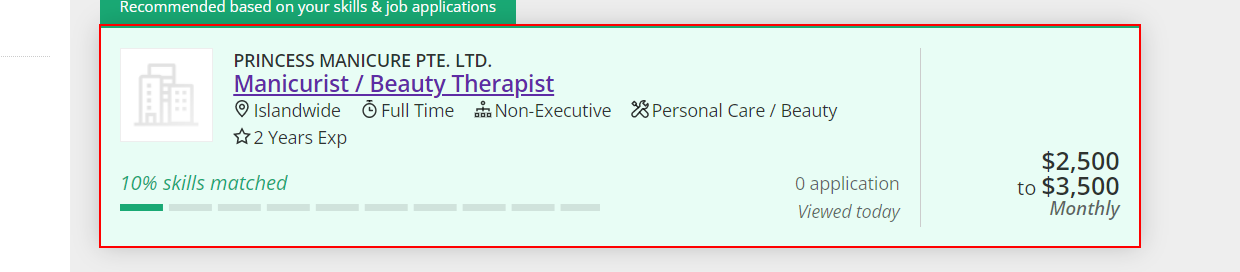 Recommended based on your skills & job applications
PRINCESS MANICURE PTE. LTD.
Manicurist / Beauty Therapist
Islandwide Full Time Non-Executive Personal Care / Beauty
2 Years Exp
10% skills matched
0 application
Viewed today
$2,500
to $3,500
Monthly